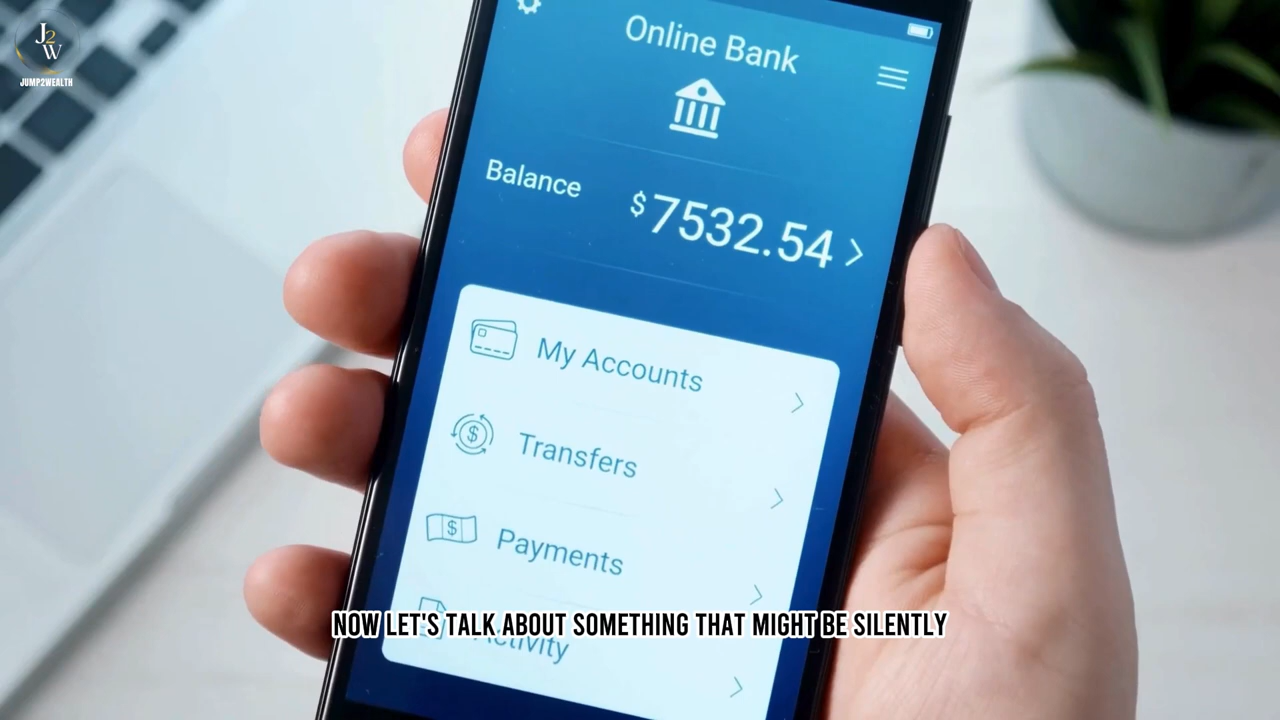 J2W
JUMP2WEALTH
Online Bank
Balance
$7532.54
My Accounts
Transfers
Payments
Activity
NOW LET'S TALK ABOUT SOMETHING THAT MIGHT BE SILENTLY